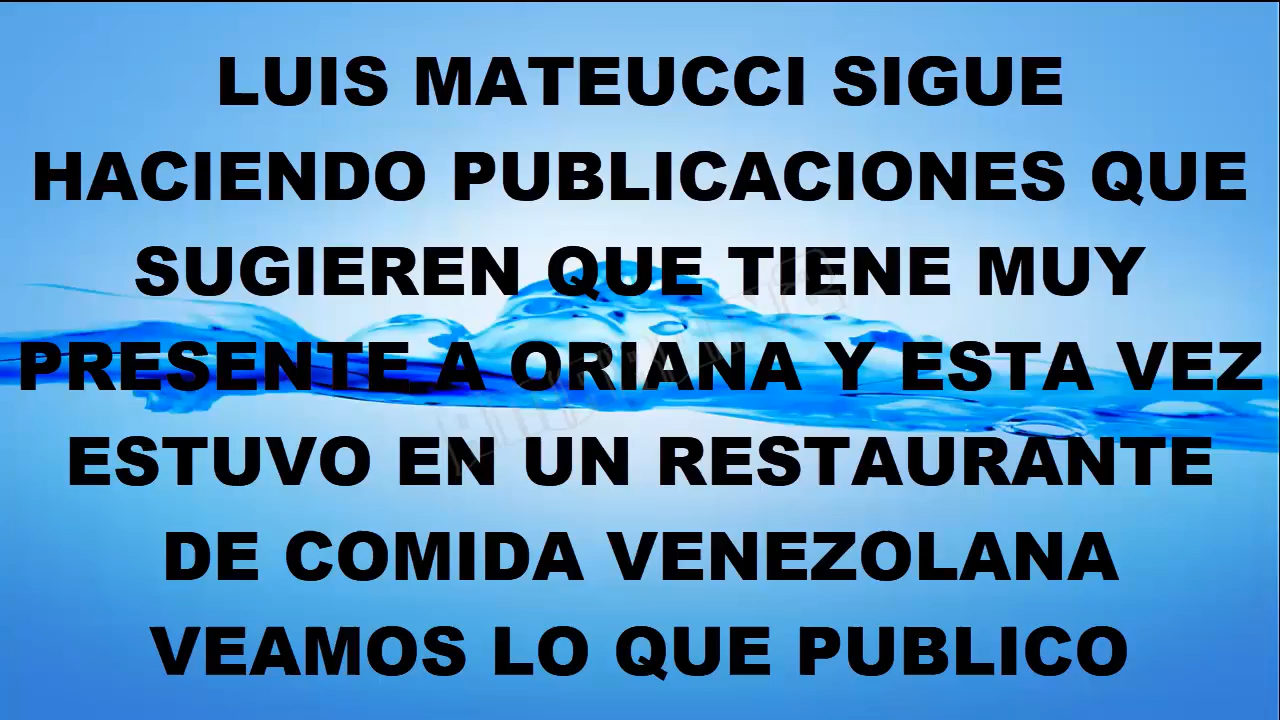 LUIS MATEUCCI SIGUE
HACIENDO PUBLICACIONES QUE
SUGIEREN QUE TIENE MUY
PRESENTE A ORIANA Y ESTA VEZ
ESTUVO EN UN RESTAURANTE
DE COMIDA VENEZOLANA
VEAMOS LO QUE PUBLICO